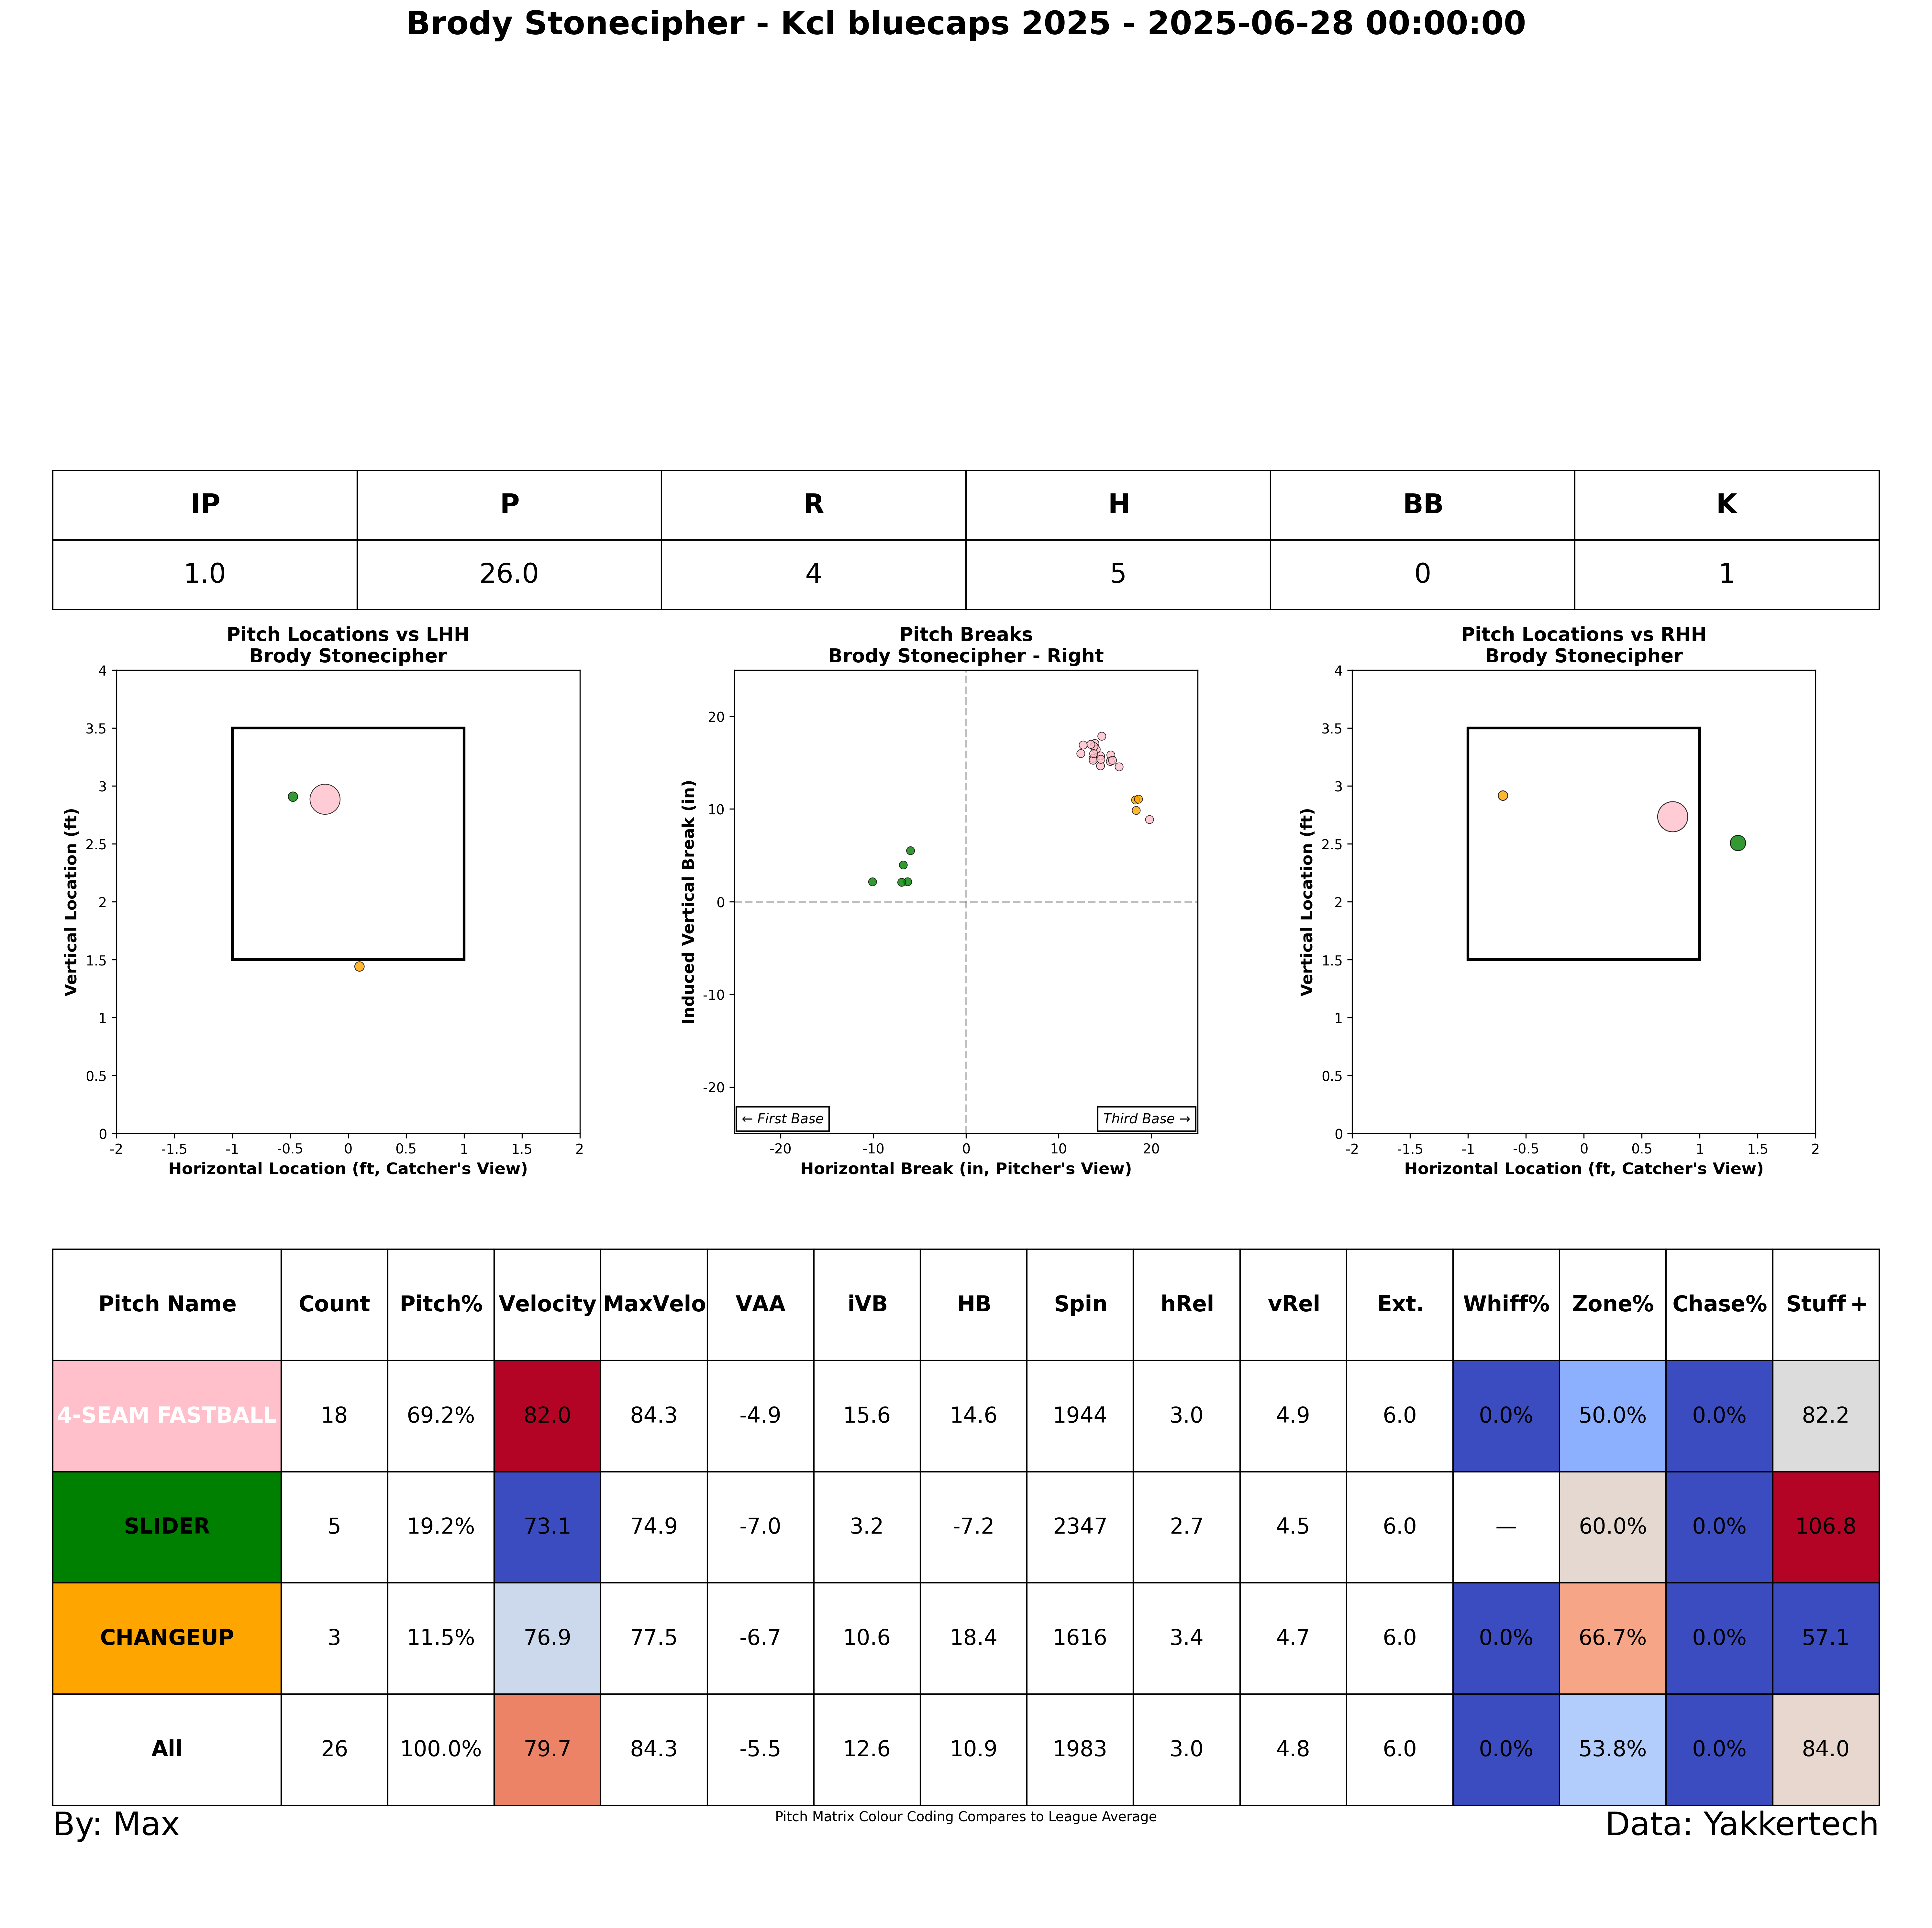 Brody Stonecipher - Kcl bluecaps 2025 - 2025-06-28 00:00:00
IP P R H BB K
1.0 26.0 4 5 0 1
Pitch Locations vs LHH
Brody Stonecipher
4
3.5
3
2.5
2
1.5
1
0.5
0
Vertical Location (ft)
-2 -1.5 -1 -0.5 0 0.5 1 1.5 2
Horizontal Location (ft, Catcher's View)
Pitch Breaks
Brody Stonecipher - Right
20
10
0
-10
-20
Induced Vertical Break (in)
← First Base
Third Base →
-20 -10 0 10 20
Horizontal Break (in, Pitcher's View)
Pitch Locations vs RHH
Brody Stonecipher
4
3.5
3
2.5
2
1.5
1
0.5
0
Vertical Location (ft)
-2 -1.5 -1 -0.5 0 0.5 1 1.5 2
Horizontal Location (ft, Catcher's View)
Pitch Name Count Pitch% Velocity MaxVelo VAA iVB HB Spin hRel vRel Ext. Whiff% Zone% Chase% Stuff+
4-SEAM FASTBALL 18 69.2% 82.0 84.3 -4.9 15.6 14.6 1944 3.0 4.9 6.0 0.0% 50.0% 0.0% 82.2
SLIDER 5 19.2% 73.1 74.9 -7.0 3.2 -7.2 2347 2.7 4.5 6.0 — 60.0% 0.0% 106.8
CHANGEUP 3 11.5% 76.9 77.5 -6.7 10.6 18.4 1616 3.4 4.7 6.0 0.0% 66.7% 0.0% 57.1
All 26 100.0% 79.7 84.3 -5.5 12.6 10.9 1983 3.0 4.8 6.0 0.0% 53.8% 0.0% 84.0
By: Max
Pitch Matrix Colour Coding Compares to League Average
Data: Yakkertech